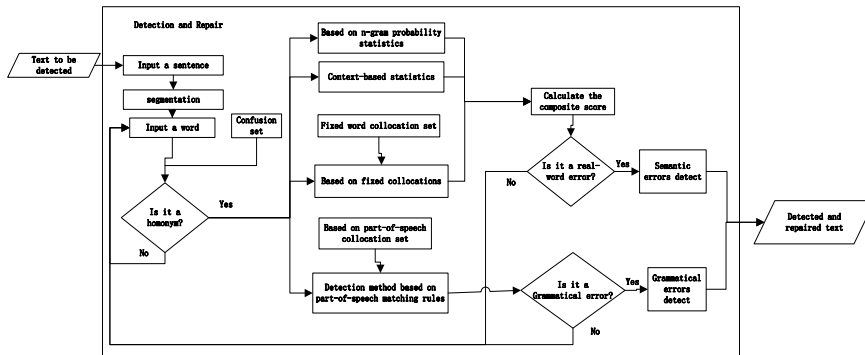 Detection and Repair
Text to be
detected
Input a sentence
segmentation
Input a word
Confusion
set
Is it a
homonym?
Yes
No
Based on n-gram probability
statistics
Context-based statistics
Fixed word collocation set
Based on fixed collocations
Based on part-of-speech
collocation set
Detection method based on
part-of-speech matching rules
Calculate the
composite score
Is it a real-
word error?
Yes
No
Semantic
errors detect
Is it a
Grammatical error?
Yes
No
Grammatical
errors
detect
Detected and
repaired text